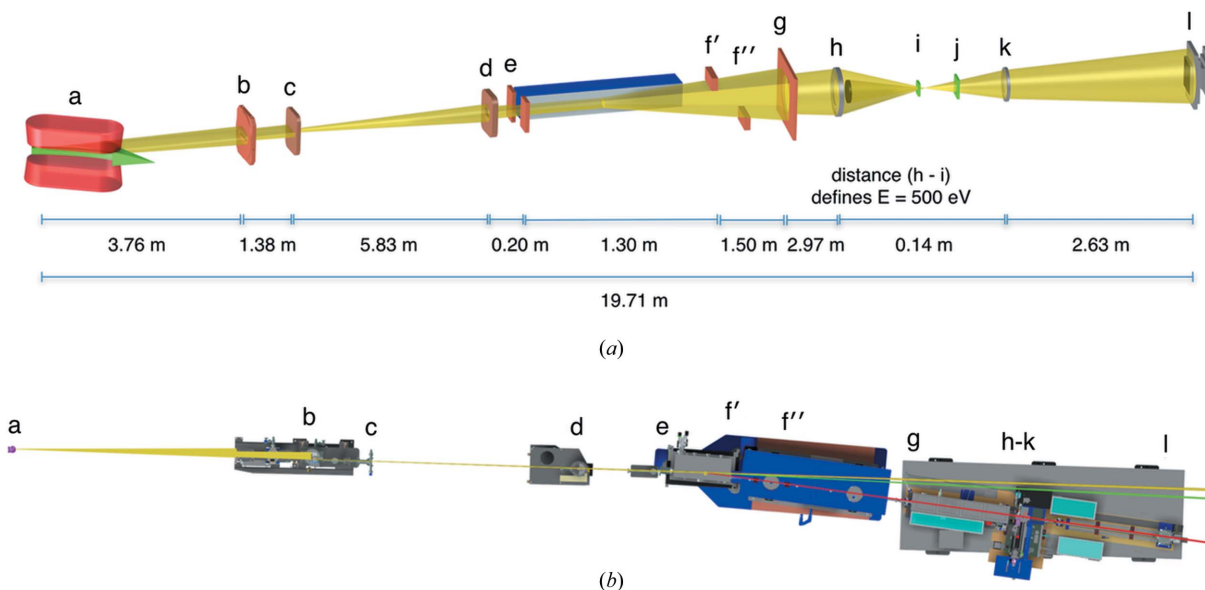 a b c d e f′ f′′ g h i j k l
distance (h - i)
defines E = 500 eV
3.76 m 1.38 m 5.83 m 0.20 m 1.30 m 1.50 m 2.97 m 0.14 m 2.63 m
19.71 m
(a)
a b c d e f′ f′′ g h-k l
(b)